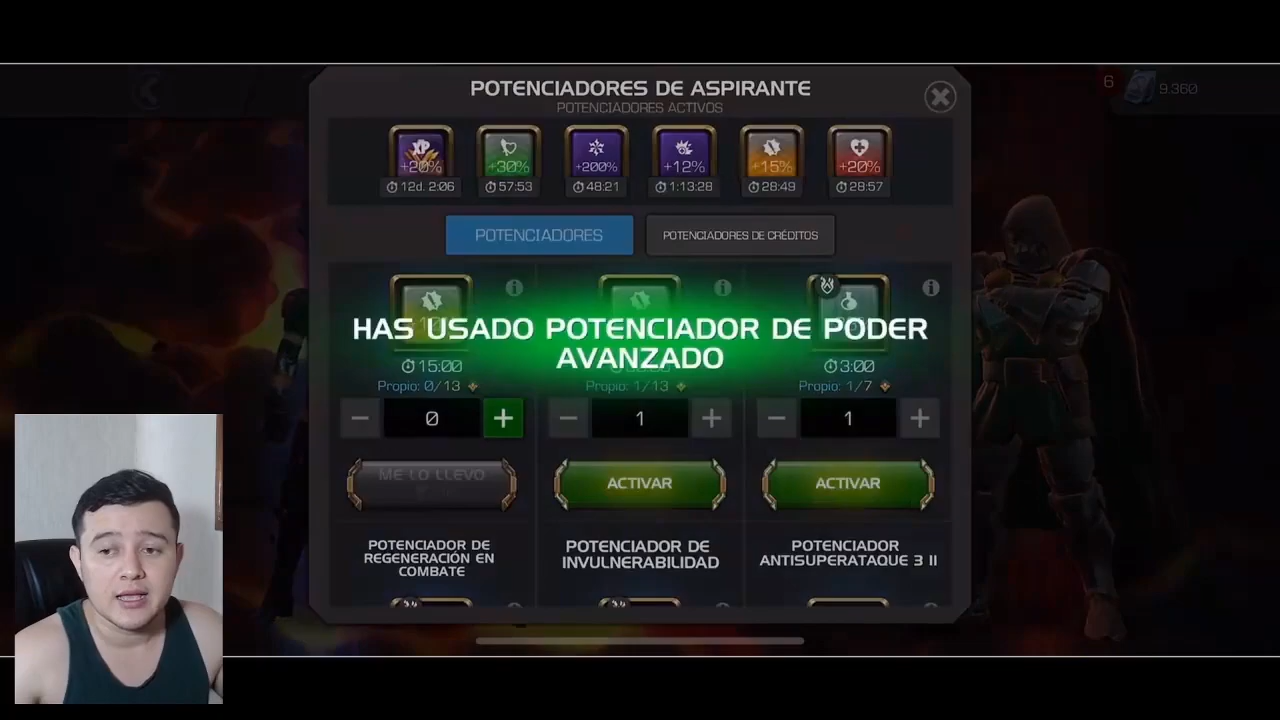 POTENCIADORES DE ASPIRANTE
POTENCIADORES ACTIVOS
6
9.360
+20%
+30%
+200%
+12%
+15%
+20%
12d. 2:06
57:53
48:21
1:13:28
28:49
28:57
POTENCIADORES
POTENCIADORES DE CRÉDITOS
HAS USADO POTENCIADOR DE PODER
AVANZADO
15:00
3:00
Propio: 0/13
Propio: 1/13
Propio: 1/7
0
1
1
ME LO LLEVO
ACTIVAR
ACTIVAR
POTENCIADOR DE
REGENERACIÓN EN
COMBATE
POTENCIADOR DE
INVULNERABILIDAD
POTENCIADOR
ANTISUPERATAQUE 3 II